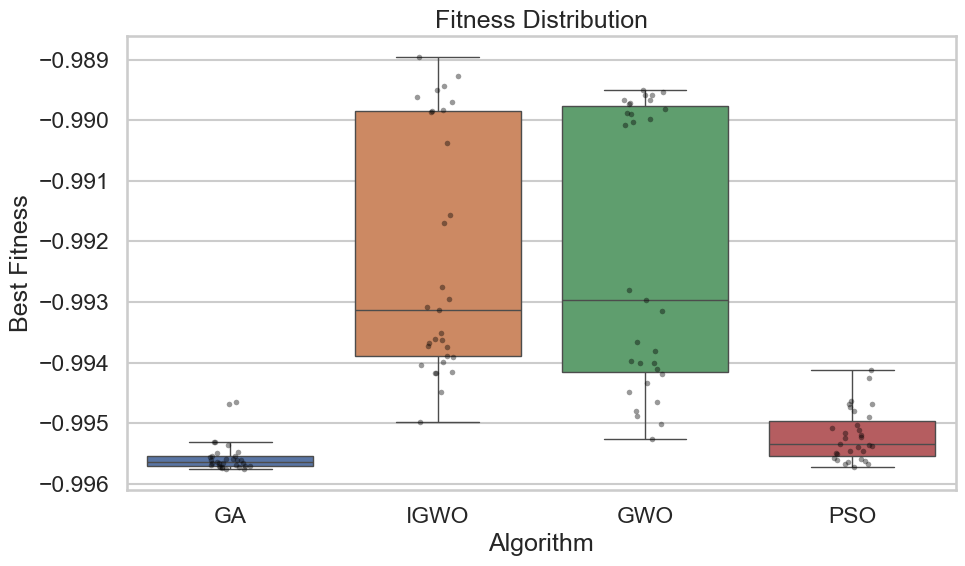 Fitness Distribution
Best Fitness
−0.989
−0.990
−0.991
−0.992
−0.993
−0.994
−0.995
−0.996
GA IGWO GWO PSO
Algorithm